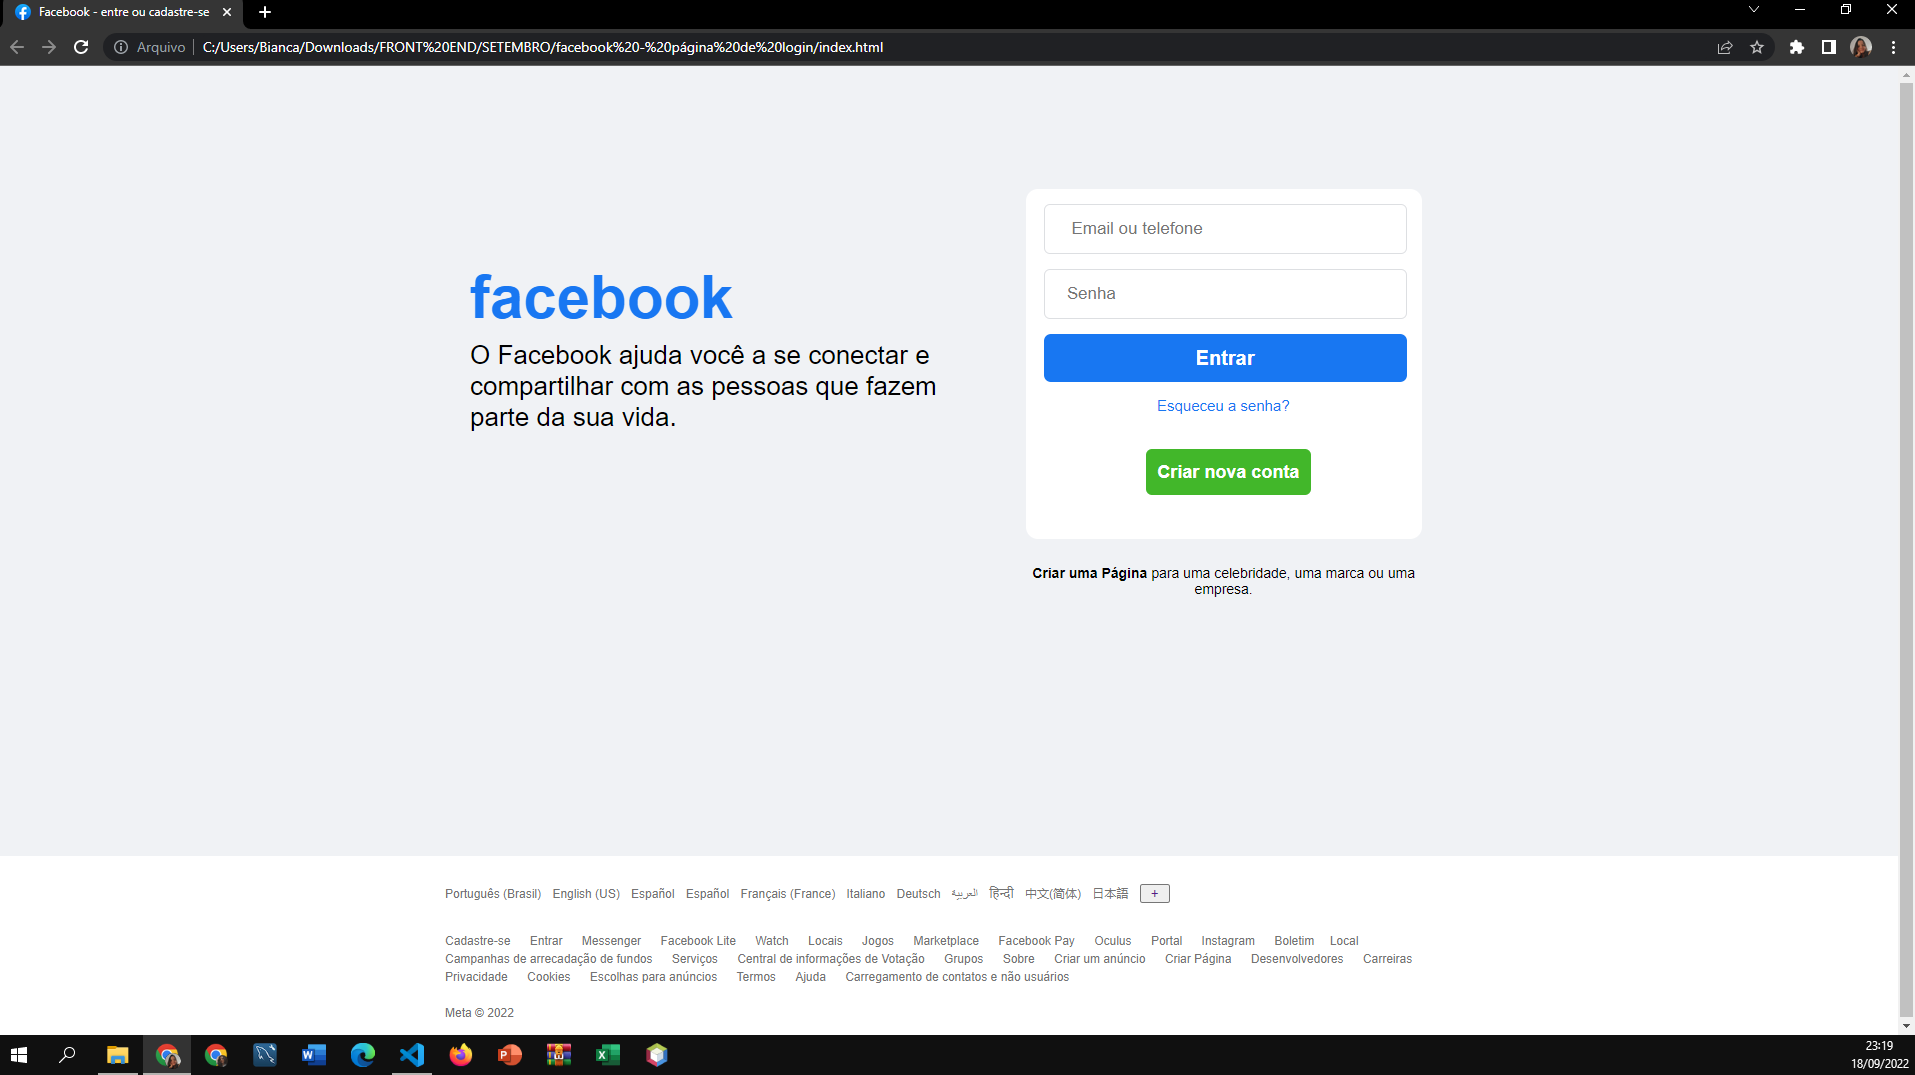 Facebook - entre ou cadastre-se
Arquivo C:/Users/Bianca/Downloads/FRONT%20END/SETEMBRO/facebook%20-%20página%20de%20login/index.html
facebook
O Facebook ajuda você a se conectar e
compartilhar com as pessoas que fazem
parte da sua vida.
Email ou telefone
Senha
Entrar
Esqueceu a senha?
Criar nova conta
Criar uma Página para uma celebridade, uma marca ou uma
empresa.
Português (Brasil) English (US) Español Español Français (France) Italiano Deutsch العربية हिन्दी 中文(简体) 日本語 +
Cadastre-se Entrar Messenger Facebook Lite Watch Locais Jogos Marketplace Facebook Pay Oculus Portal Instagram Boletim Local
Campanhas de arrecadação de fundos Serviços Central de informações de Votação Grupos Sobre Criar um anúncio Criar Página Desenvolvedores Carreiras
Privacidade Cookies Escolhas para anúncios Termos Ajuda Carregamento de contatos e não usuários
Meta © 2022
23:19
18/09/2022